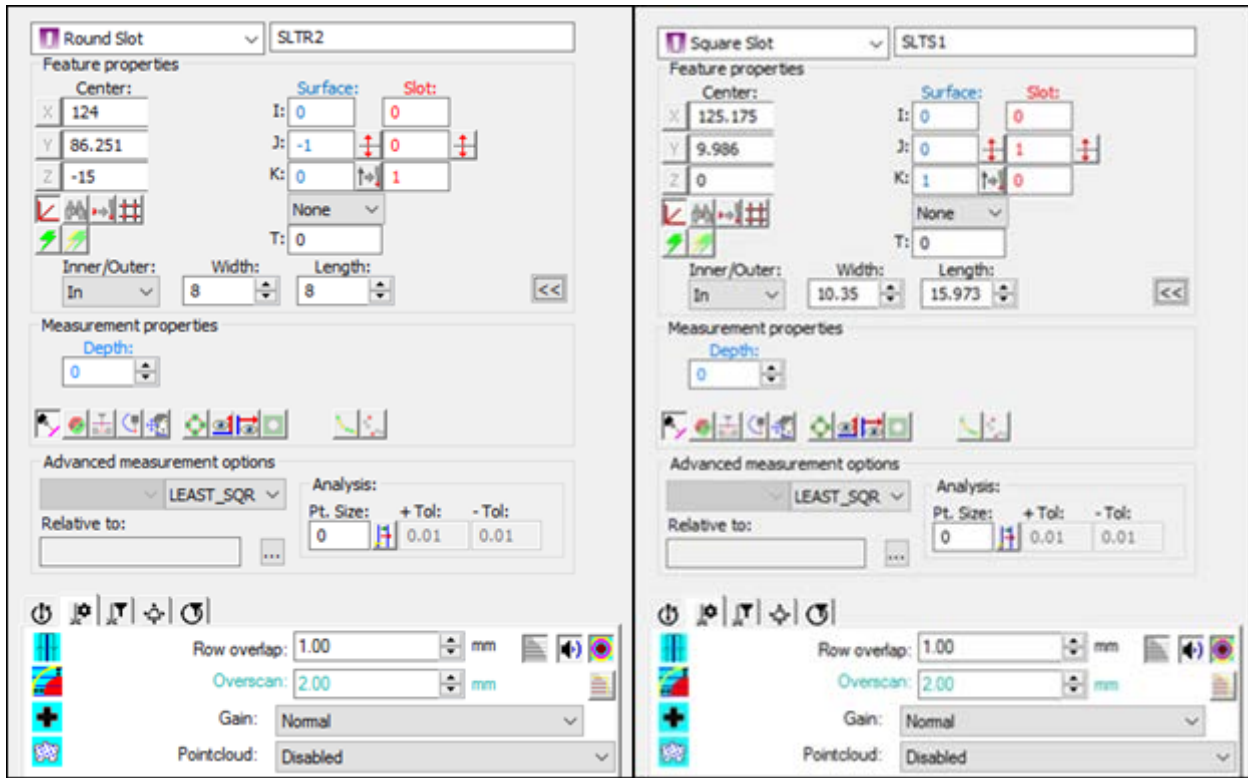 Round Slot SLTR2
Feature properties
Center: Surface: Slot:
X 124 I: 0 0
Y 86.251 J: -1 0
Z -15 K: 0 1
None
T: 0
Inner/Outer: Width: Length:
In 8 8 <<
Measurement properties
Depth:
0
Advanced measurement options
LEAST_SQR Analysis:
Pt. Size: + Tol: - Tol:
Relative to: 0 0.01 0.01
...
Row overlap: 1.00 mm
Overscan: 2.00 mm
Gain: Normal
Pointcloud: Disabled
Square Slot SLTS1
Feature properties
Center: Surface: Slot:
X 125.175 I: 0 0
Y 9.986 J: 0 1
Z 0 K: 1 0
None
T: 0
Inner/Outer: Width: Length:
In 10.35 15.973 <<
Measurement properties
Depth:
0
Advanced measurement options
LEAST_SQR Analysis:
Pt. Size: + Tol: - Tol:
Relative to: 0 0.01 0.01
...
Row overlap: 1.00 mm
Overscan: 2.00 mm
Gain: Normal
Pointcloud: Disabled